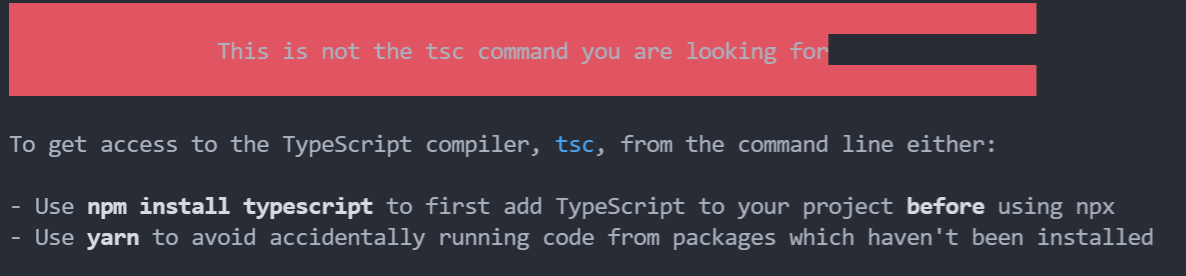 This is not the tsc command you are looking for
To get access to the TypeScript compiler, tsc, from the command line either:
- Use npm install typescript to first add TypeScript to your project before using npx
- Use yarn to avoid accidentally running code from packages which haven't been installed